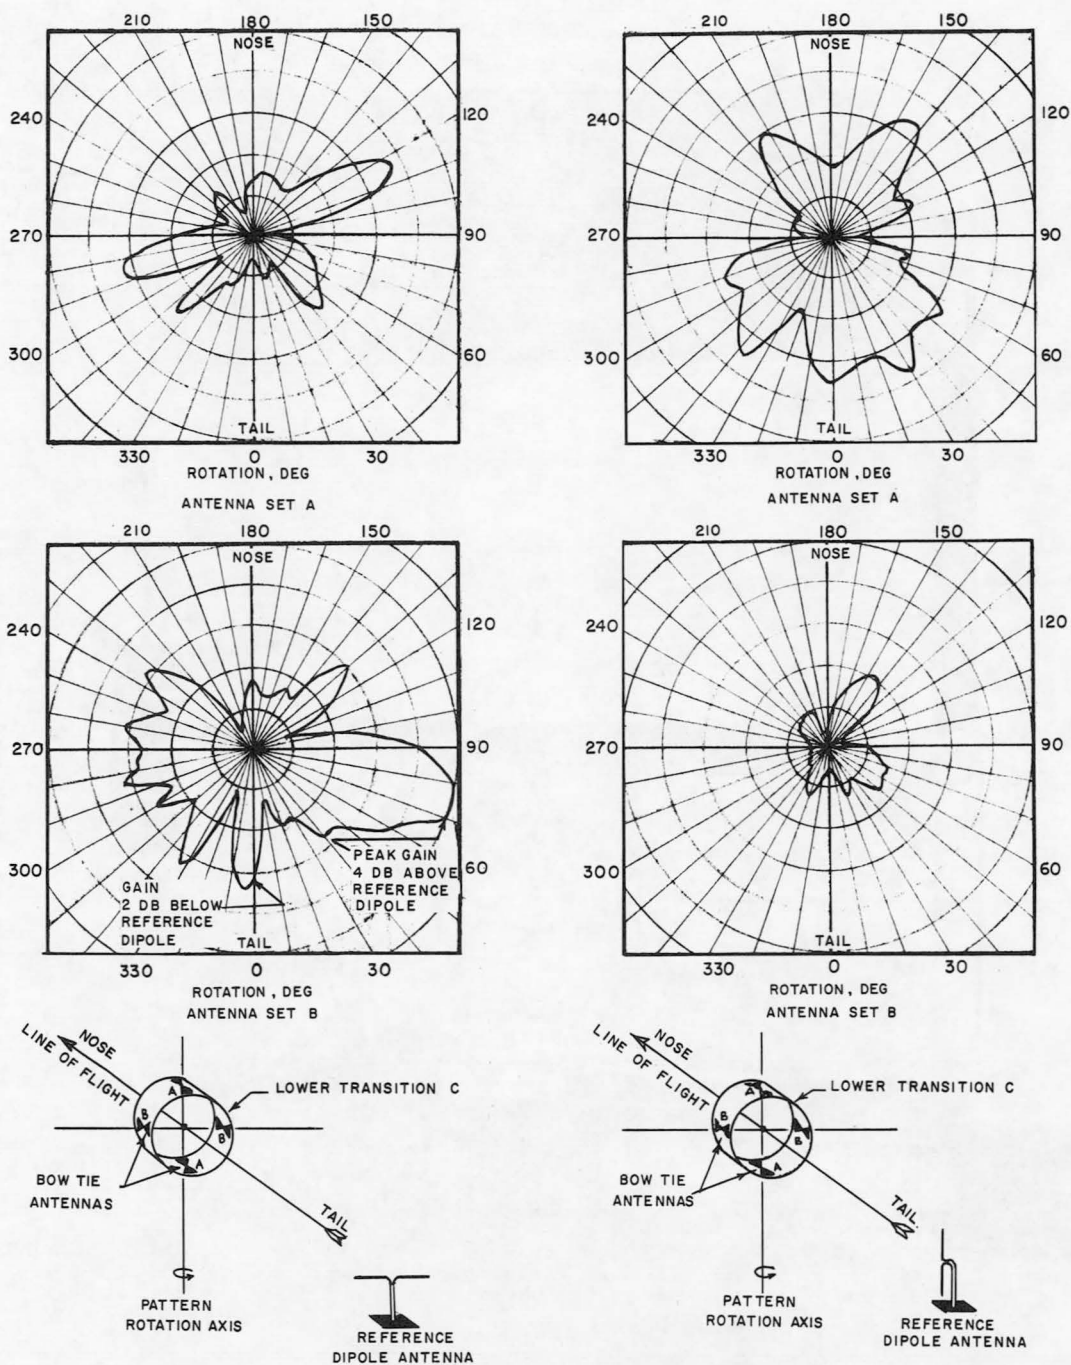 210 180 150
NOSE
240 120
270 90
300 60
TAIL
330 0 30
ROTATION, DEG
ANTENNA SET A
210 180 150
NOSE
240 120
270 90
300 60
TAIL
330 0 30
ROTATION, DEG
ANTENNA SET A
210 180 150
NOSE
240 120
270 90
300 60
PEAK GAIN
4 DB ABOVE
REFERENCE
DIPOLE
GAIN
2 DB BELOW
REFERENCE
DIPOLE
TAIL
330 0 30
ROTATION, DEG
ANTENNA SET B
210 180 150
NOSE
240 120
270 90
300 60
TAIL
330 0 30
ROTATION, DEG
ANTENNA SET B
NOSE
LINE OF FLIGHT
LOWER TRANSITION C
A
B
B
A
BOW TIE
ANTENNAS
TAIL
PATTERN
ROTATION AXIS
REFERENCE
DIPOLE ANTENNA
NOSE
LINE OF FLIGHT
LOWER TRANSITION C
A
B
B
A
BOW TIE
ANTENNAS
TAIL
PATTERN
ROTATION AXIS
REFERENCE
DIPOLE ANTENNA